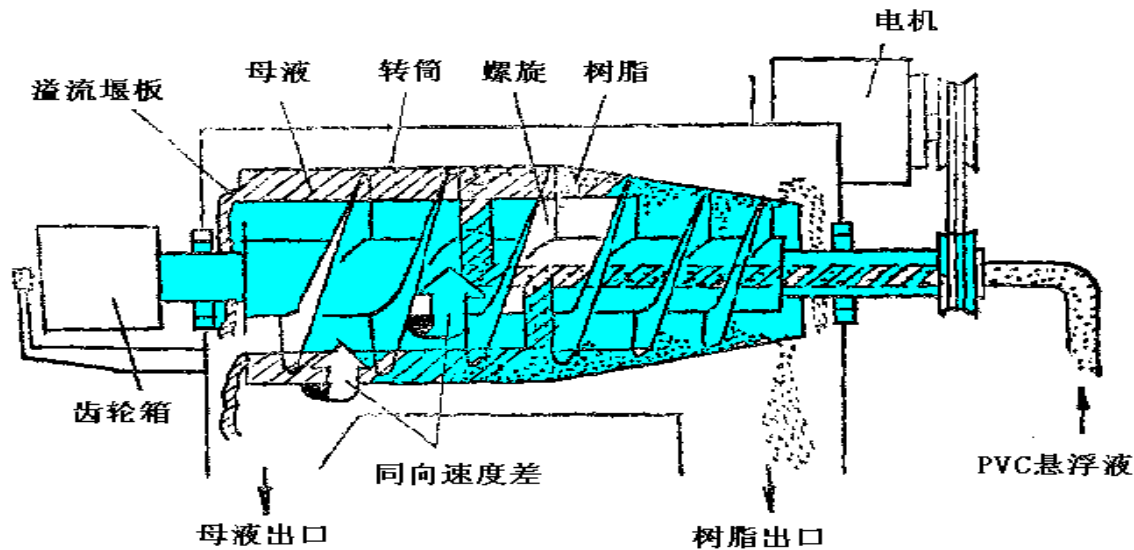 电机
溢流堰板
母液
转筒
螺旋
树脂
齿轮箱
同向速度差
PVC悬浮液
母液出口
树脂出口